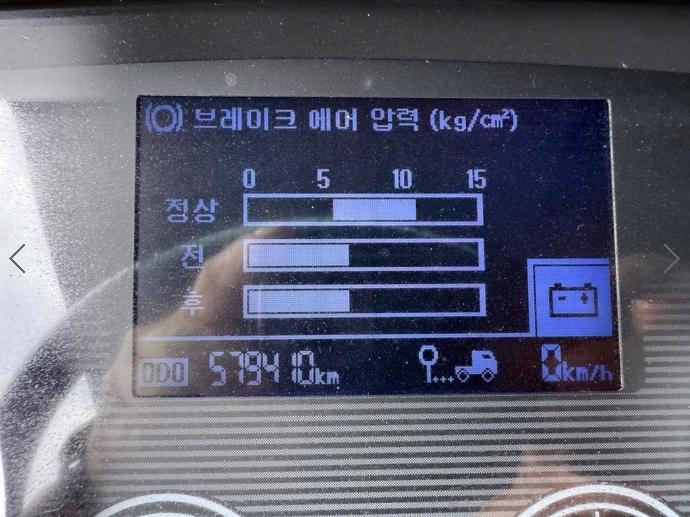 브레이크 에어 압력 (kg/cm²)
0 5 10 15
정상
전
후
ODO 579410km 0km/h